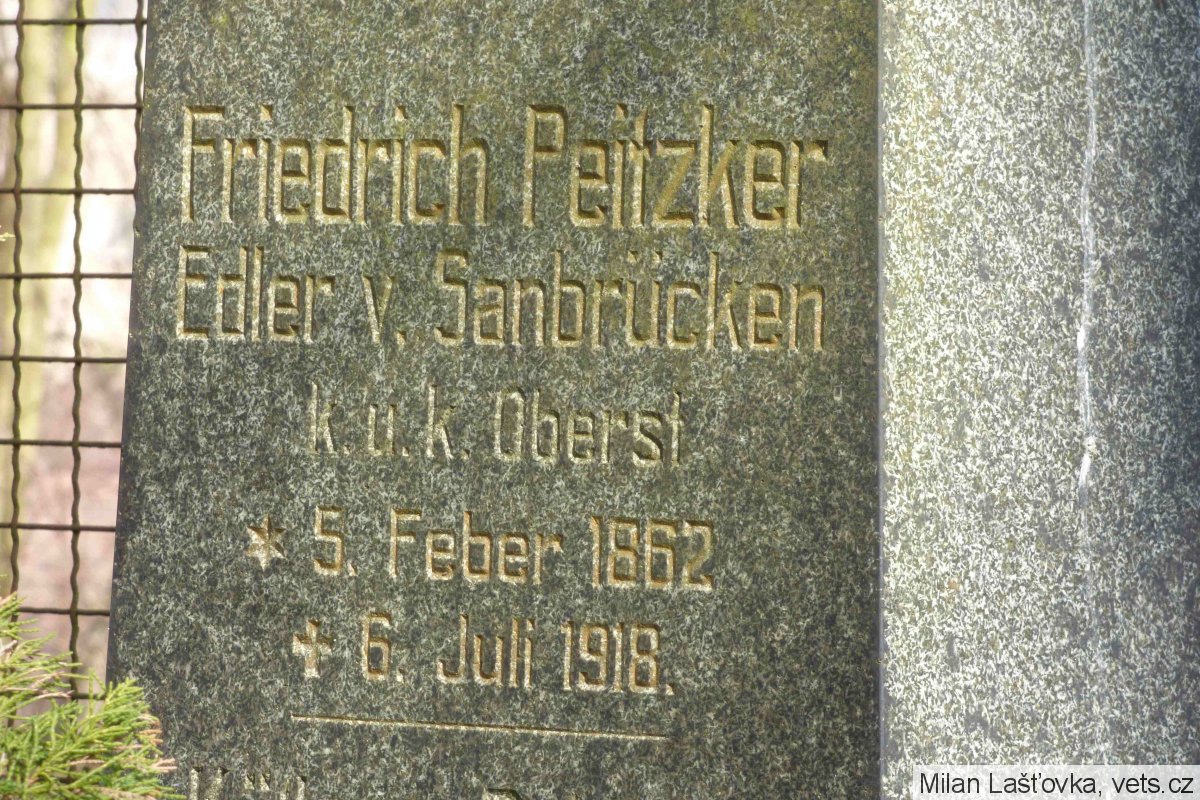 Friedrich Peitzker
Edler v. Sanbrücken
k. u. k. Oberst
* 5. Feber 1862
✝ 6. Juli 1918.
Milan Lašťovka, vets.cz